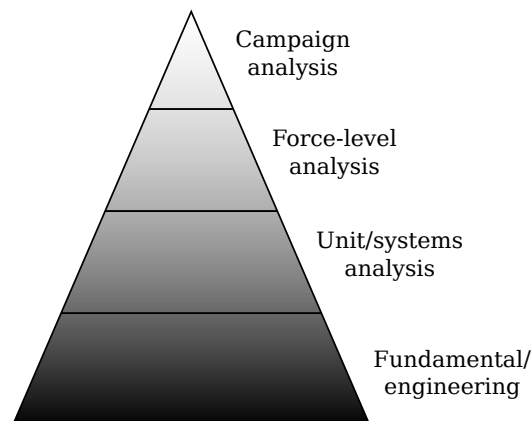 Campaign
analysis
Force-level
analysis
Unit/systems
analysis
Fundamental/
engineering